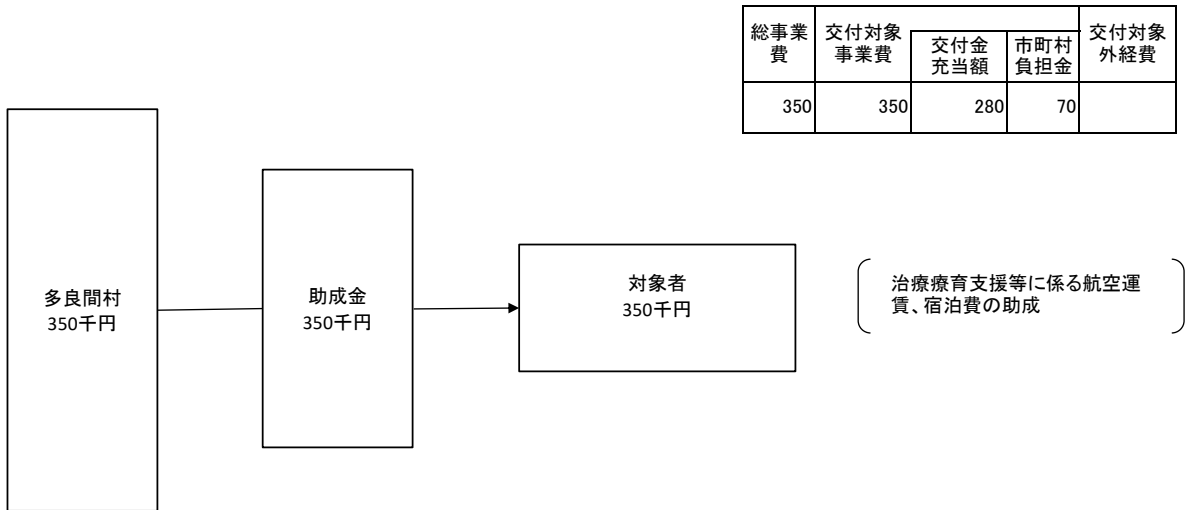 総事業
費
交付対象
事業費
交付金
充当額
市町村
負担金
交付対象
外経費
350
350
280
70
多良間村
350千円
助成金
350千円
対象者
350千円
治療療育支援等に係る航空運
賃、宿泊費の助成